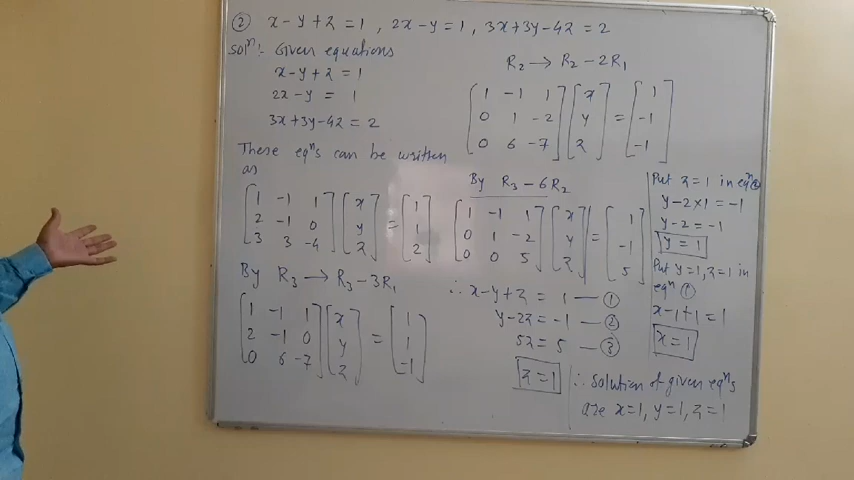 ② x-y+z=1, 2x-y=1, 3x+3y-4z=2
Solⁿ:- Given equations
x-y+z=1
2x-y=1
3x+3y-4z=2
These eqⁿs can be written
as
[1 -1 1] [x] = [1]
[2 -1 0] [y] [1]
[3 3 -4] [z] [2]
By R₃ → R₃-3R₁
[1 -1 1] [x] = [1]
[2 -1 0] [y] [1]
[0 6 -7] [z] [-1]
R₂ → R₂-2R₁
[1 -1 1] [x] = [1]
[0 1 -2] [y] [-1]
[0 6 -7] [z] [-1]
By R₃-6R₂
[1 -1 1] [x] = [1]
[0 1 -2] [y] [-1]
[0 0 5] [z] [5]
∴ x-y+z = 1 — ①
y-2z = -1 — ②
5z = 5 — ③
z=1
Put z=1 in eqⁿ②
y-2×1=-1
y-2=-1
y=1
Put y=1, z=1 in
eqⁿ ①
x-1+1=1
x=1
∴ Solution of given eqⁿs
are x=1, y=1, z=1